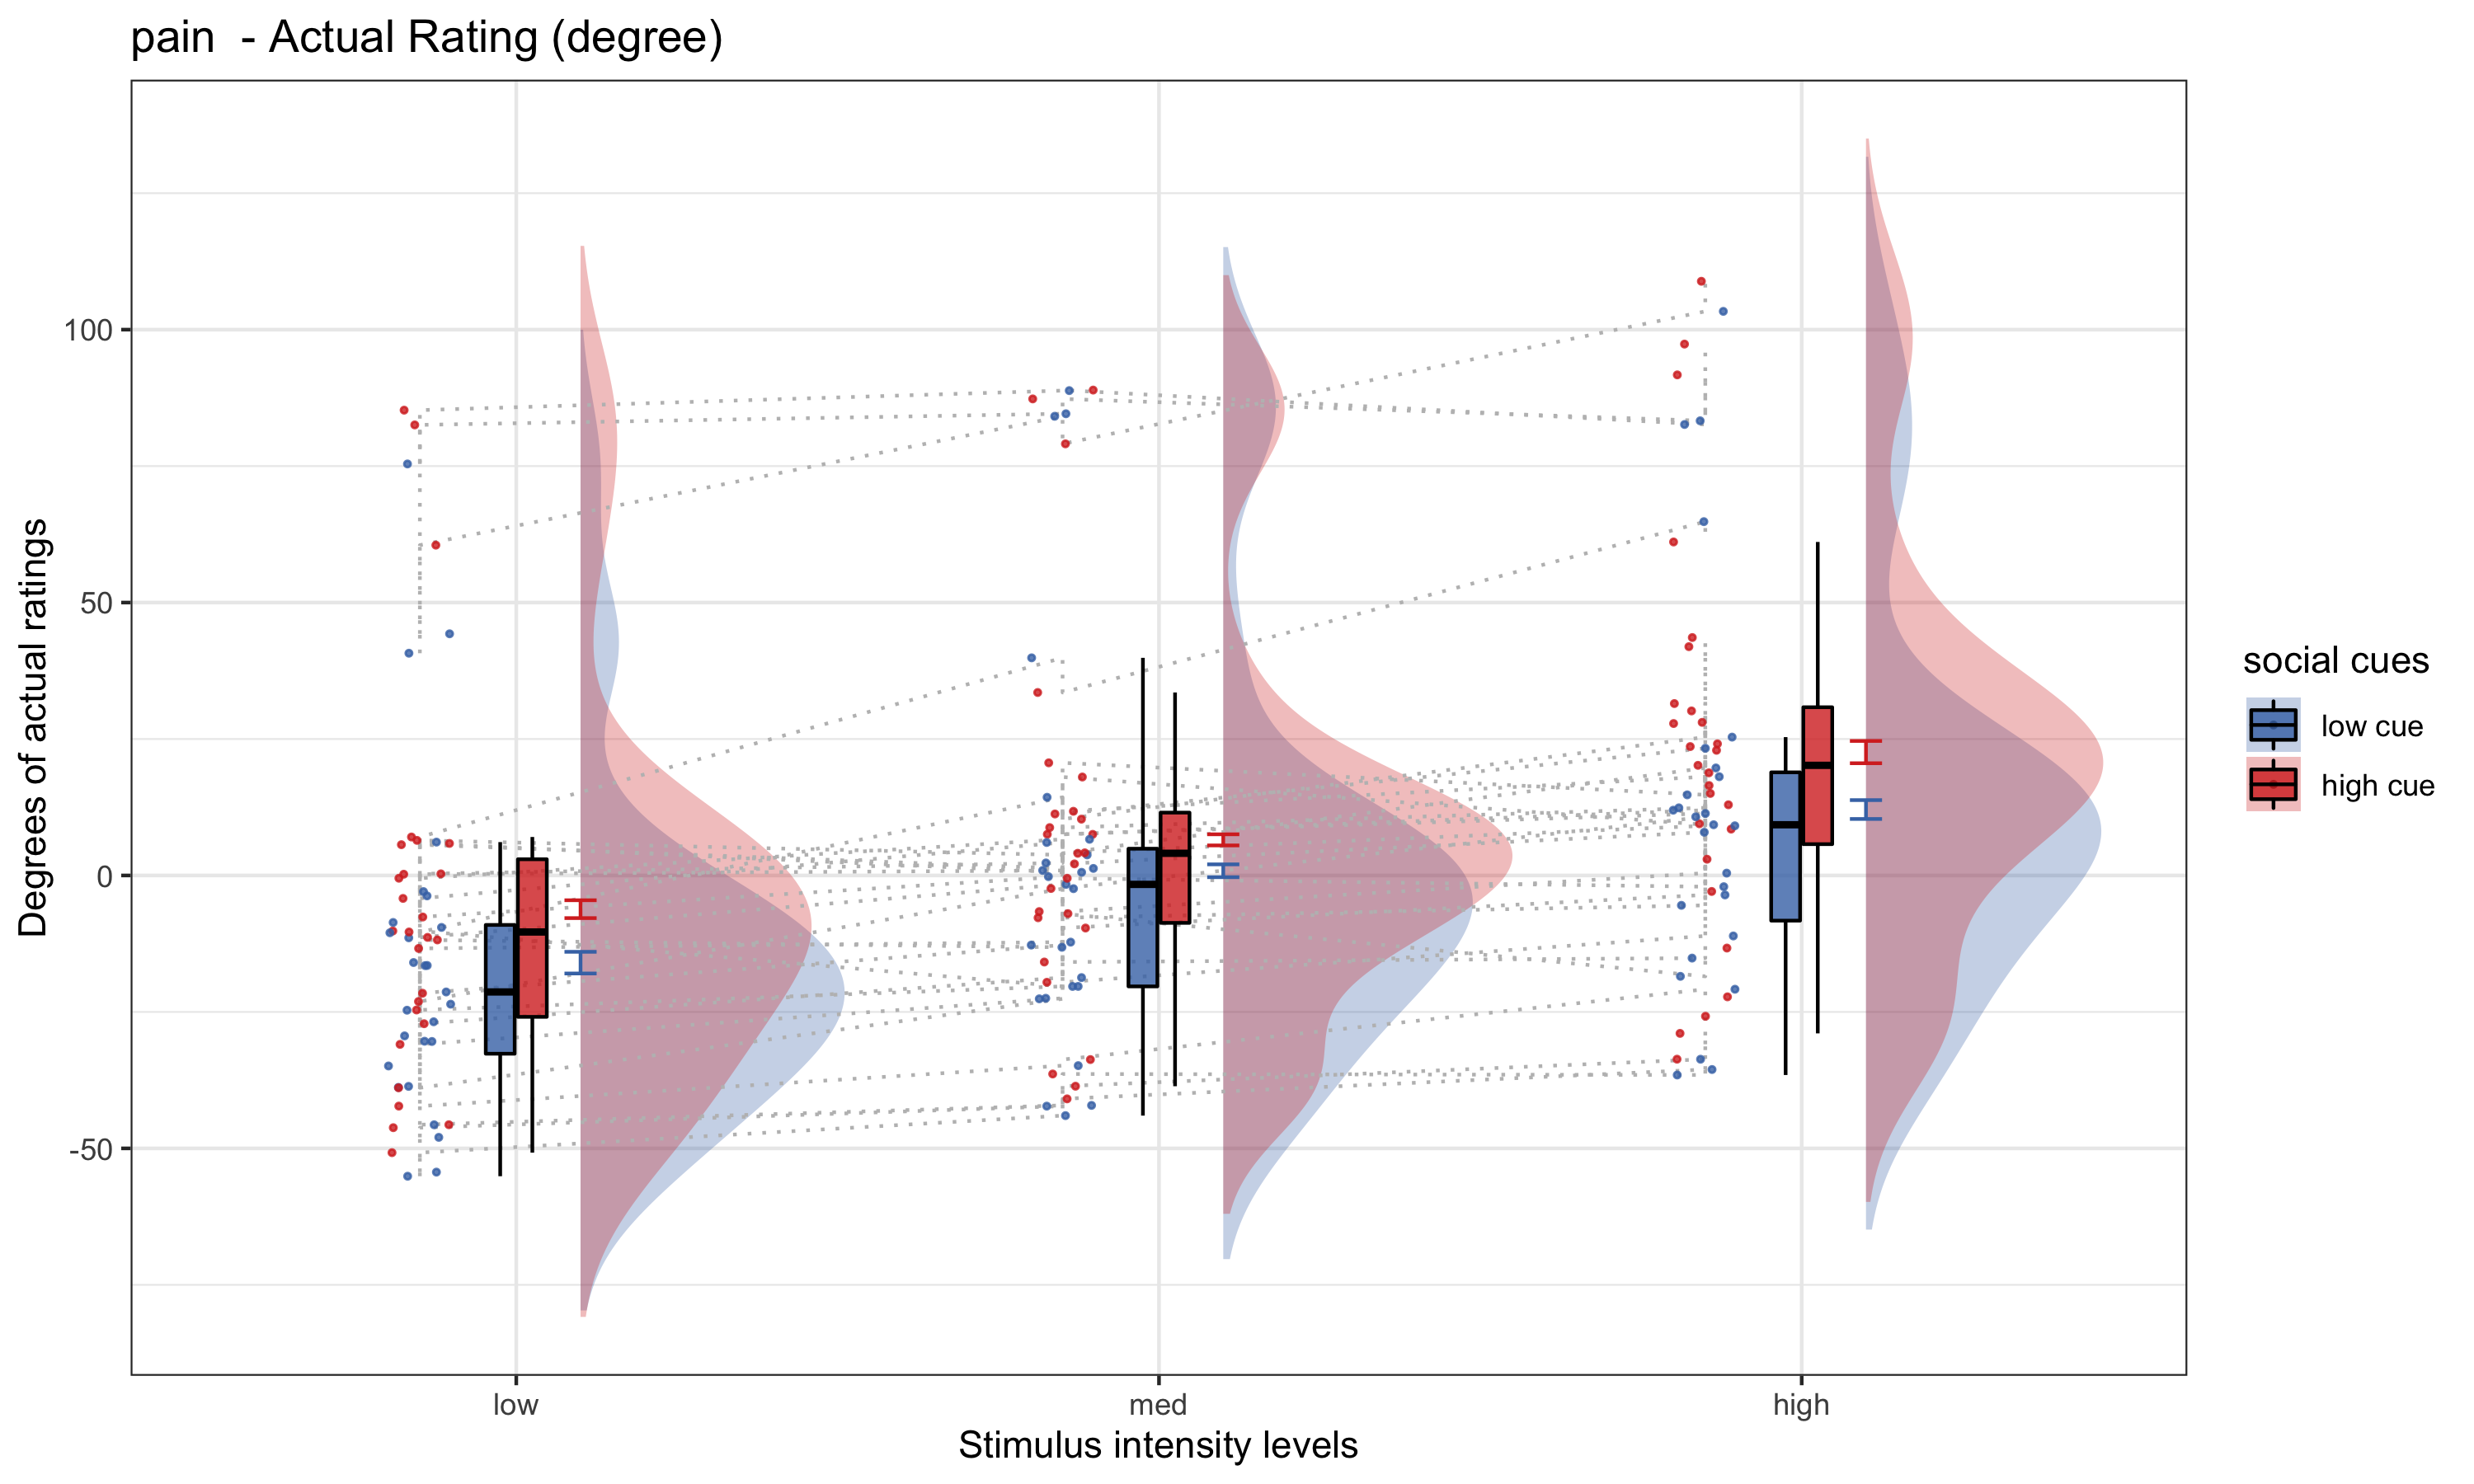 pain  - Actual Rating (degree)
Degrees of actual ratings
100
50
0
-50
low
med
high
Stimulus intensity levels
social cues
low cue
high cue